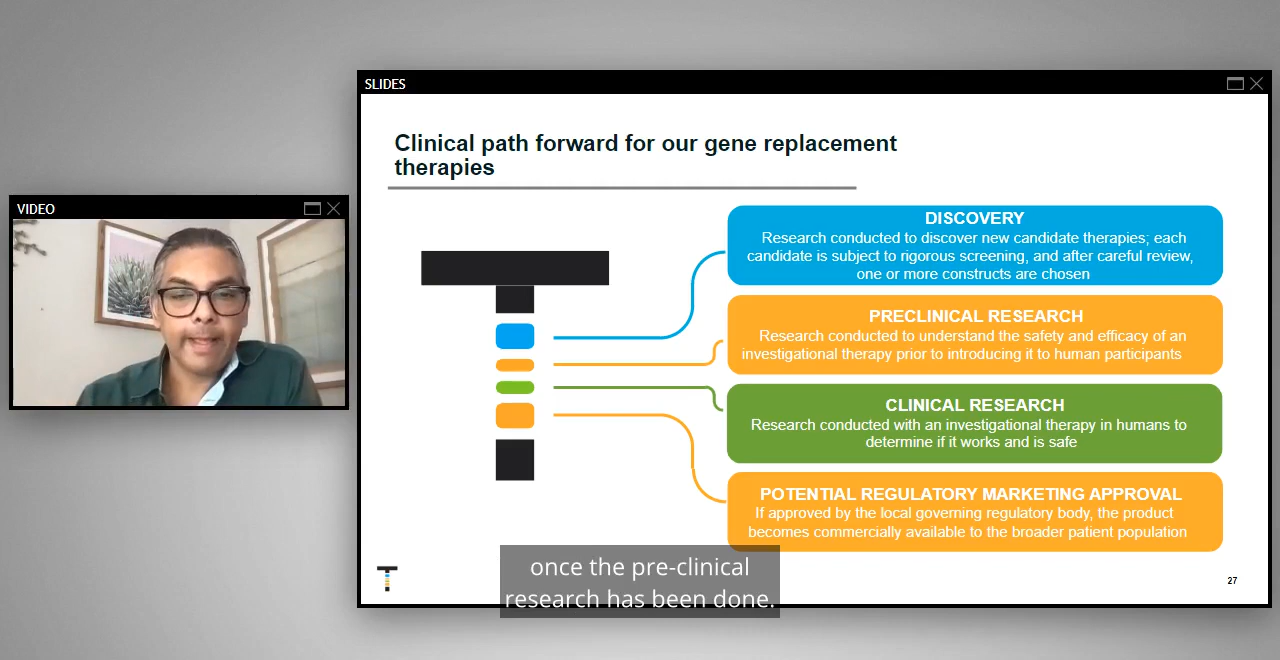 SLIDES
Clinical path forward for our gene replacement
therapies
VIDEO
DISCOVERY
Research conducted to discover new candidate therapies; each
candidate is subject to rigorous screening, and after careful review,
one or more constructs are chosen
PRECLINICAL RESEARCH
Research conducted to understand the safety and efficacy of an
investigational therapy prior to introducing it to human participants
CLINICAL RESEARCH
Research conducted with an investigational therapy in humans to
determine if it works and is safe
POTENTIAL REGULATORY MARKETING APPROVAL
If approved by the local governing regulatory body, the product
becomes commercially available to the broader patient population
once the pre-clinical
research has been done.
27